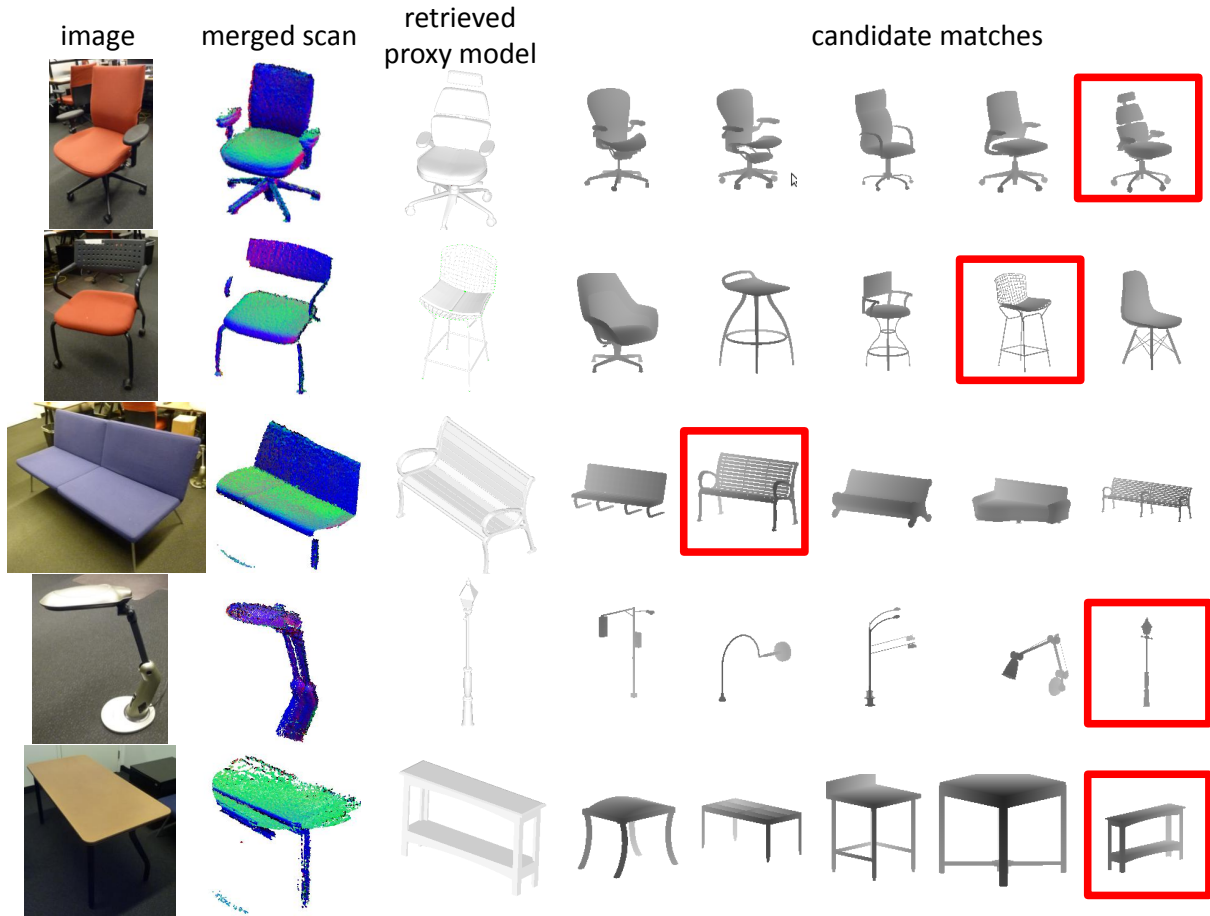 image
merged scan
retrieved
proxy model
candidate matches